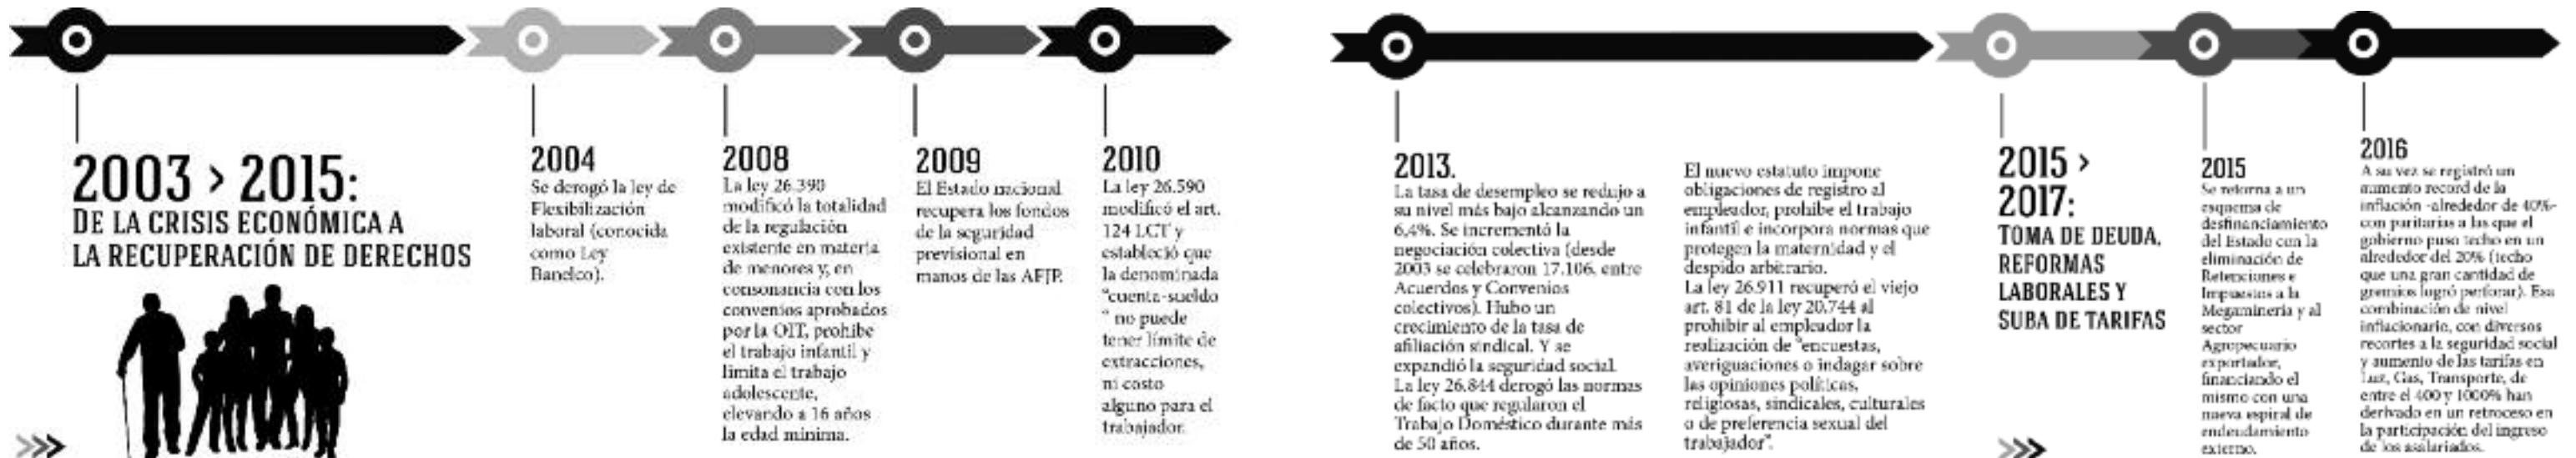 2003 > 2015:
DE LA CRISIS ECONÓMICA A
LA RECUPERACIÓN DE DERECHOS
2004
Se derogó la ley de
Flexibilización
laboral (conocida
como Ley
Banelco).
2008
La ley 26.390
modificó la totalidad
de la regulación
existente en materia
de menores y, en
consonancia con los
convenios aprobados
por la OIT, prohibe
el trabajo infantil y
limita el trabajo
adolescente,
elevando a 16 años
la edad mínima.
2009
El Estado nacional
recupera los fondos
de la seguridad
previsional en
manos de las AFJP.
2010
La ley 26.590
modificó el art.
124 LCT y
estableció que
la denominada
"cuenta-sueldo
" no puede
tener límite de
extracciones,
ni costo
alguno para el
trabajador.
2013.
La tasa de desempleo se redujo a
su nivel más bajo alcanzando un
6,4%. Se incrementó la
negociación colectiva (desde
2003 se celebraron 17.106, entre
Acuerdos y Convenios
colectivos). Hubo un
crecimiento de la tasa de
afiliación sindical. Y se
expandió la seguridad social.
La ley 26.844 derogó las normas
de facto que regularon el
Trabajo Doméstico durante más
de 50 años.
El nuevo estatuto impone
obligaciones de registro al
empleador, prohibe el trabajo
infantil e incorpora normas que
protegen la maternidad y el
despido arbitrario.
La ley 26.911 recuperó el viejo
art. 81 de la ley 20.744 al
prohibir al empleador la
realización de "encuestas,
averiguaciones o indagar sobre
las opiniones políticas,
religiosas, sindicales, culturales
o de preferencia sexual del
trabajador".
2015 >
2017:
TOMA DE DEUDA,
REFORMAS
LABORALES Y
SUBA DE TARIFAS
2015
Se retorna a un
esquema de
desfinanciamiento
del Estado con la
eliminación de
Retenciones e
Impuestos a la
Megaminería y al
sector
Agropecuario
exportador,
financiando el
mismo con una
nueva espiral de
endeudamiento
externo.
2016
A su vez se registró un
aumento record de la
inflación -alrededor de 40%-
con paritarias a las que el
gobierno puso techo en un
alrededor del 20% (techo
que una gran cantidad de
gremios logró perforar). Esa
combinación de nivel
inflacionario, con diversos
recortes a la seguridad social
y aumento de las tarifas en
Luz, Gas, Transporte, de
entre el 400 y 1000% han
derivado en un retroceso en
la participación del ingreso
de los asalariados.